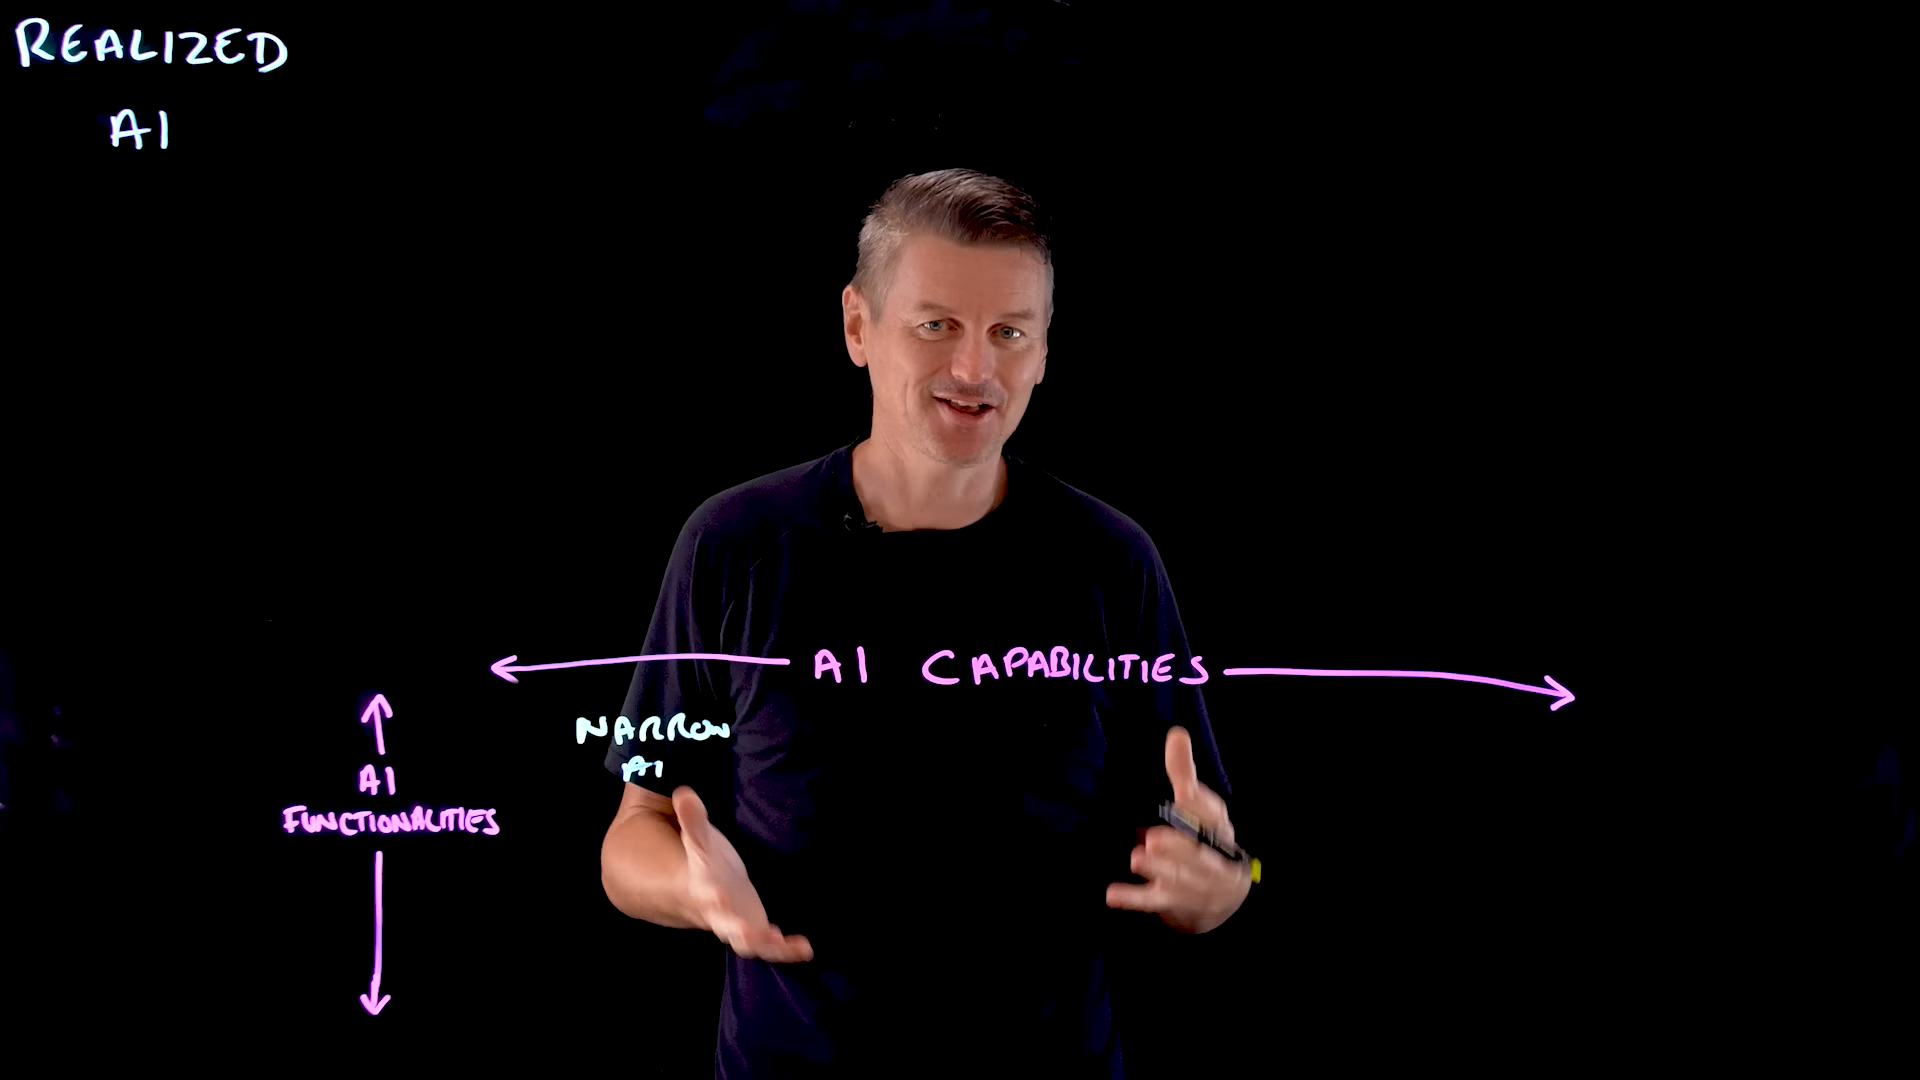 REALIZED
AI
AI CAPABILITIES
NARROW
AI
AI
FUNCTIONALITIES